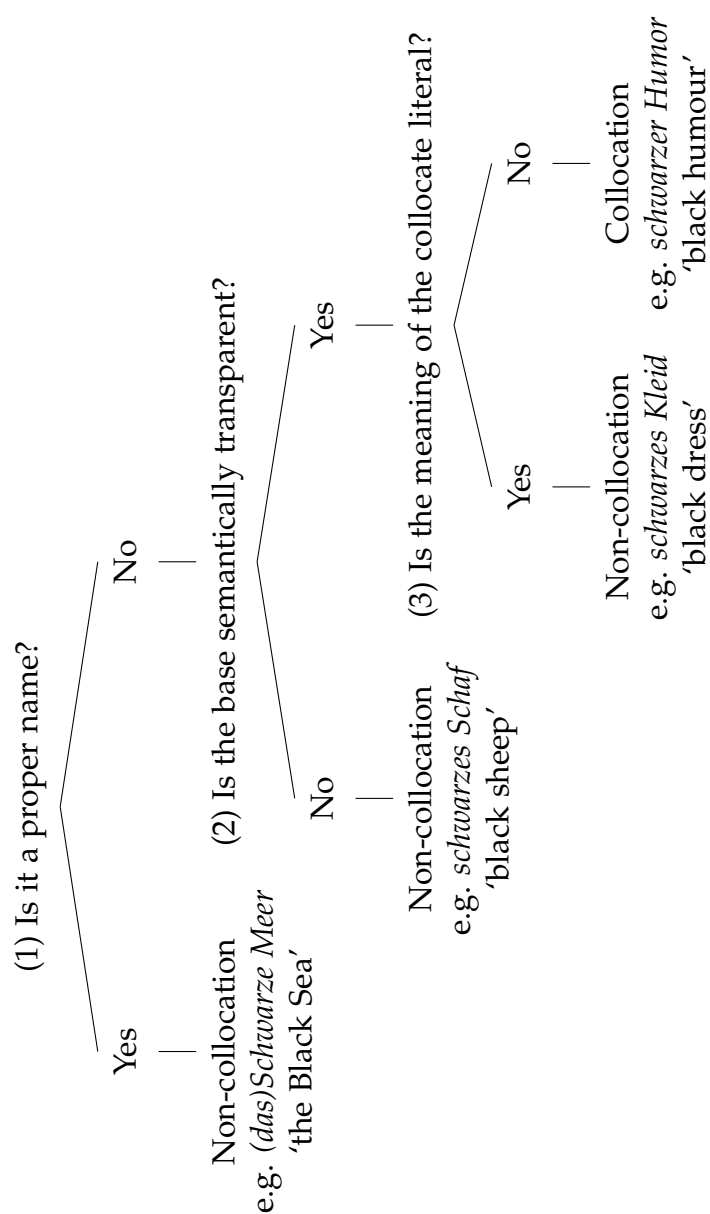 (1) Is it a proper name?
Yes
No
Non-collocation
e.g. (das)Schwarze Meer
‘the Black Sea’
(2) Is the base semantically transparent?
No
Yes
Non-collocation
e.g. schwarzes Schaf
‘black sheep’
(3) Is the meaning of the collocate literal?
Yes
No
Non-collocation
e.g. schwarzes Kleid
‘black dress’
Collocation
e.g. schwarzer Humor
‘black humour’